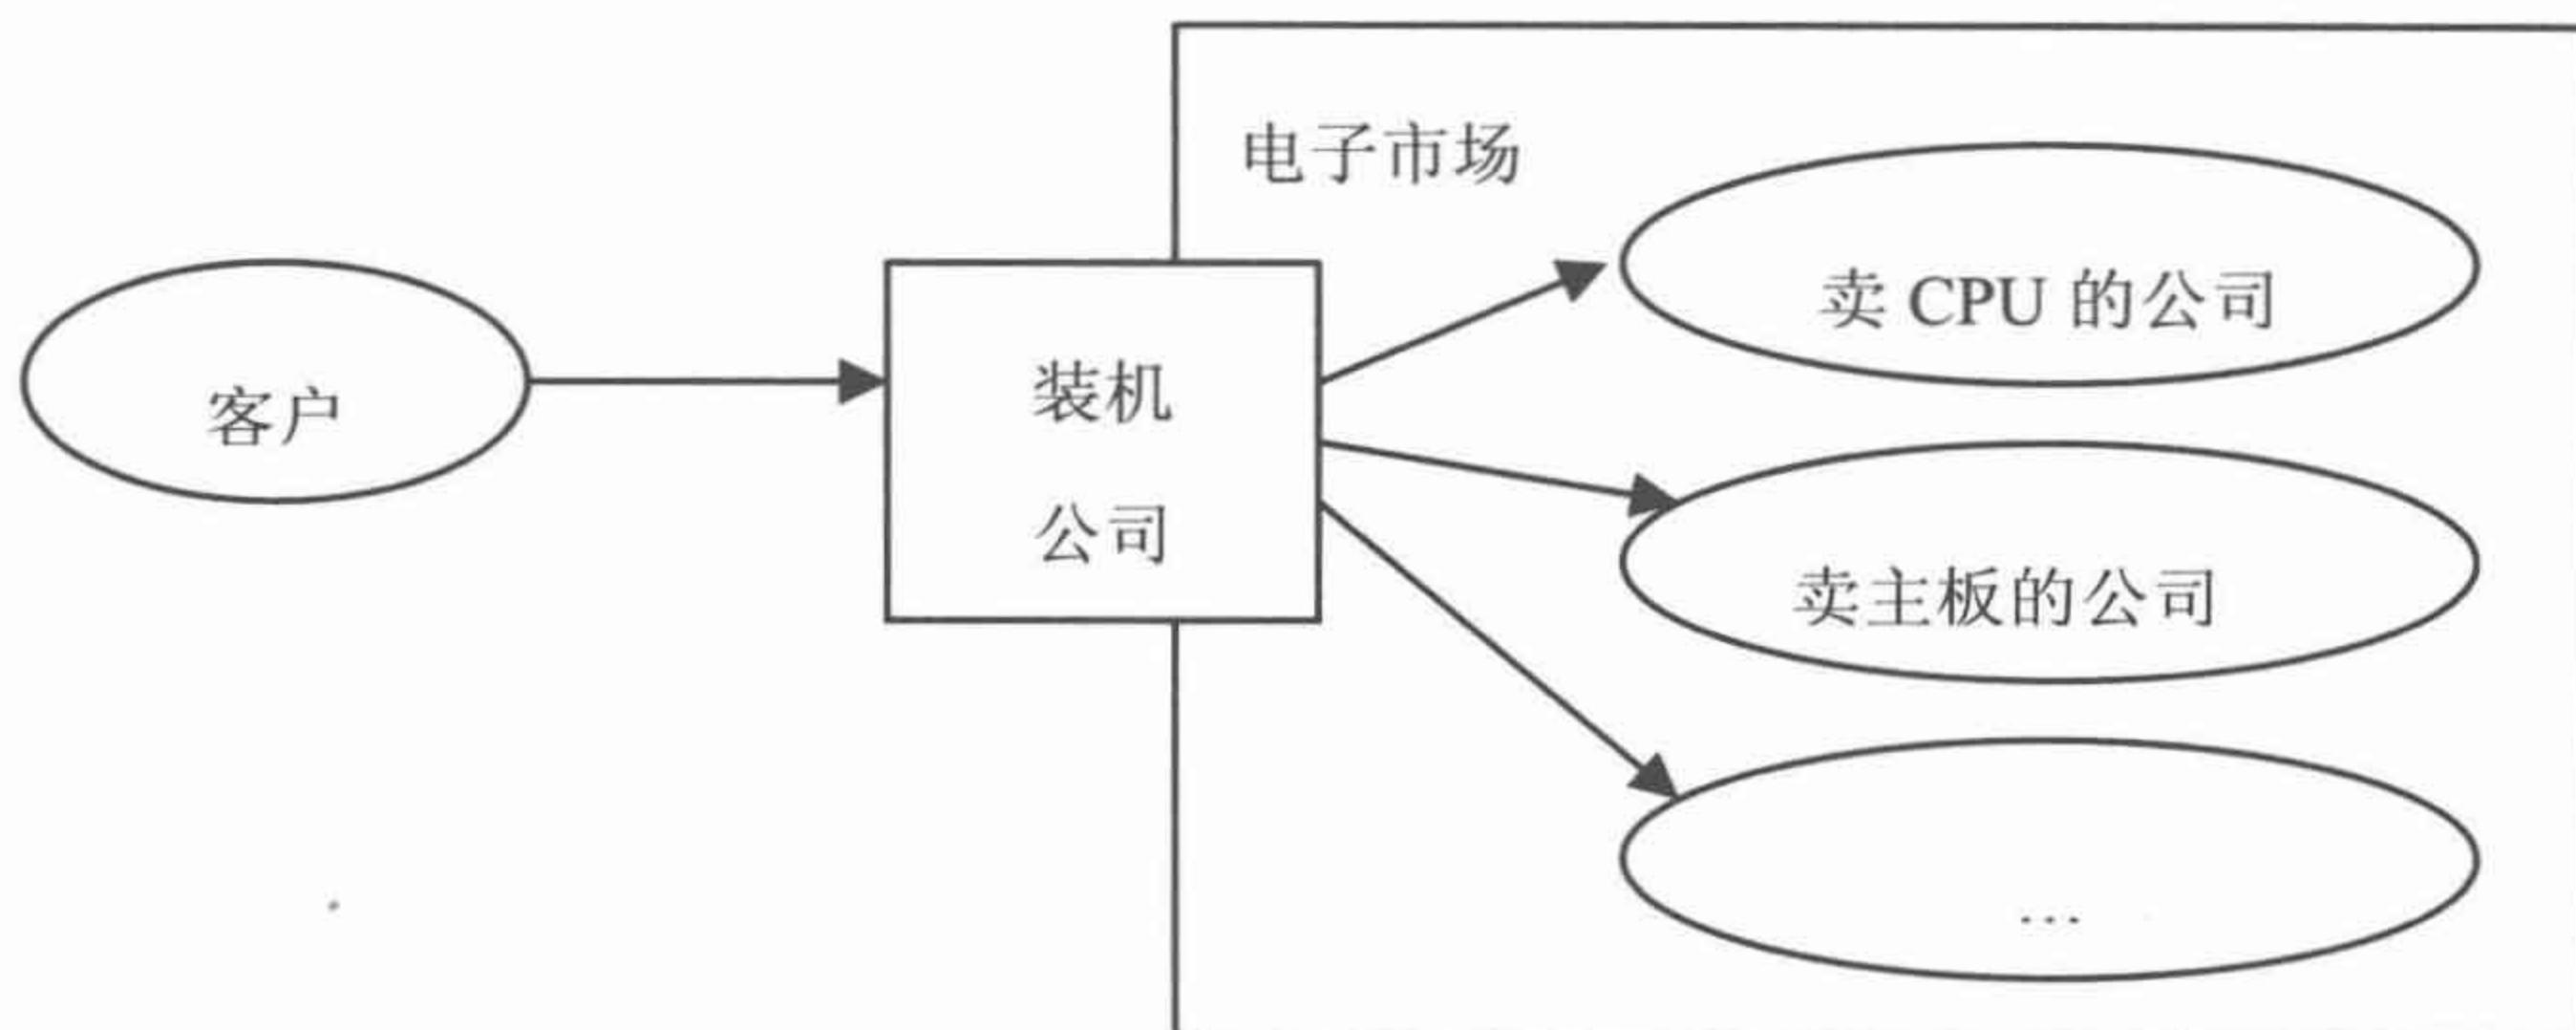 电子市场
卖 CPU 的公司
客户
装机
公司
卖主板的公司
…